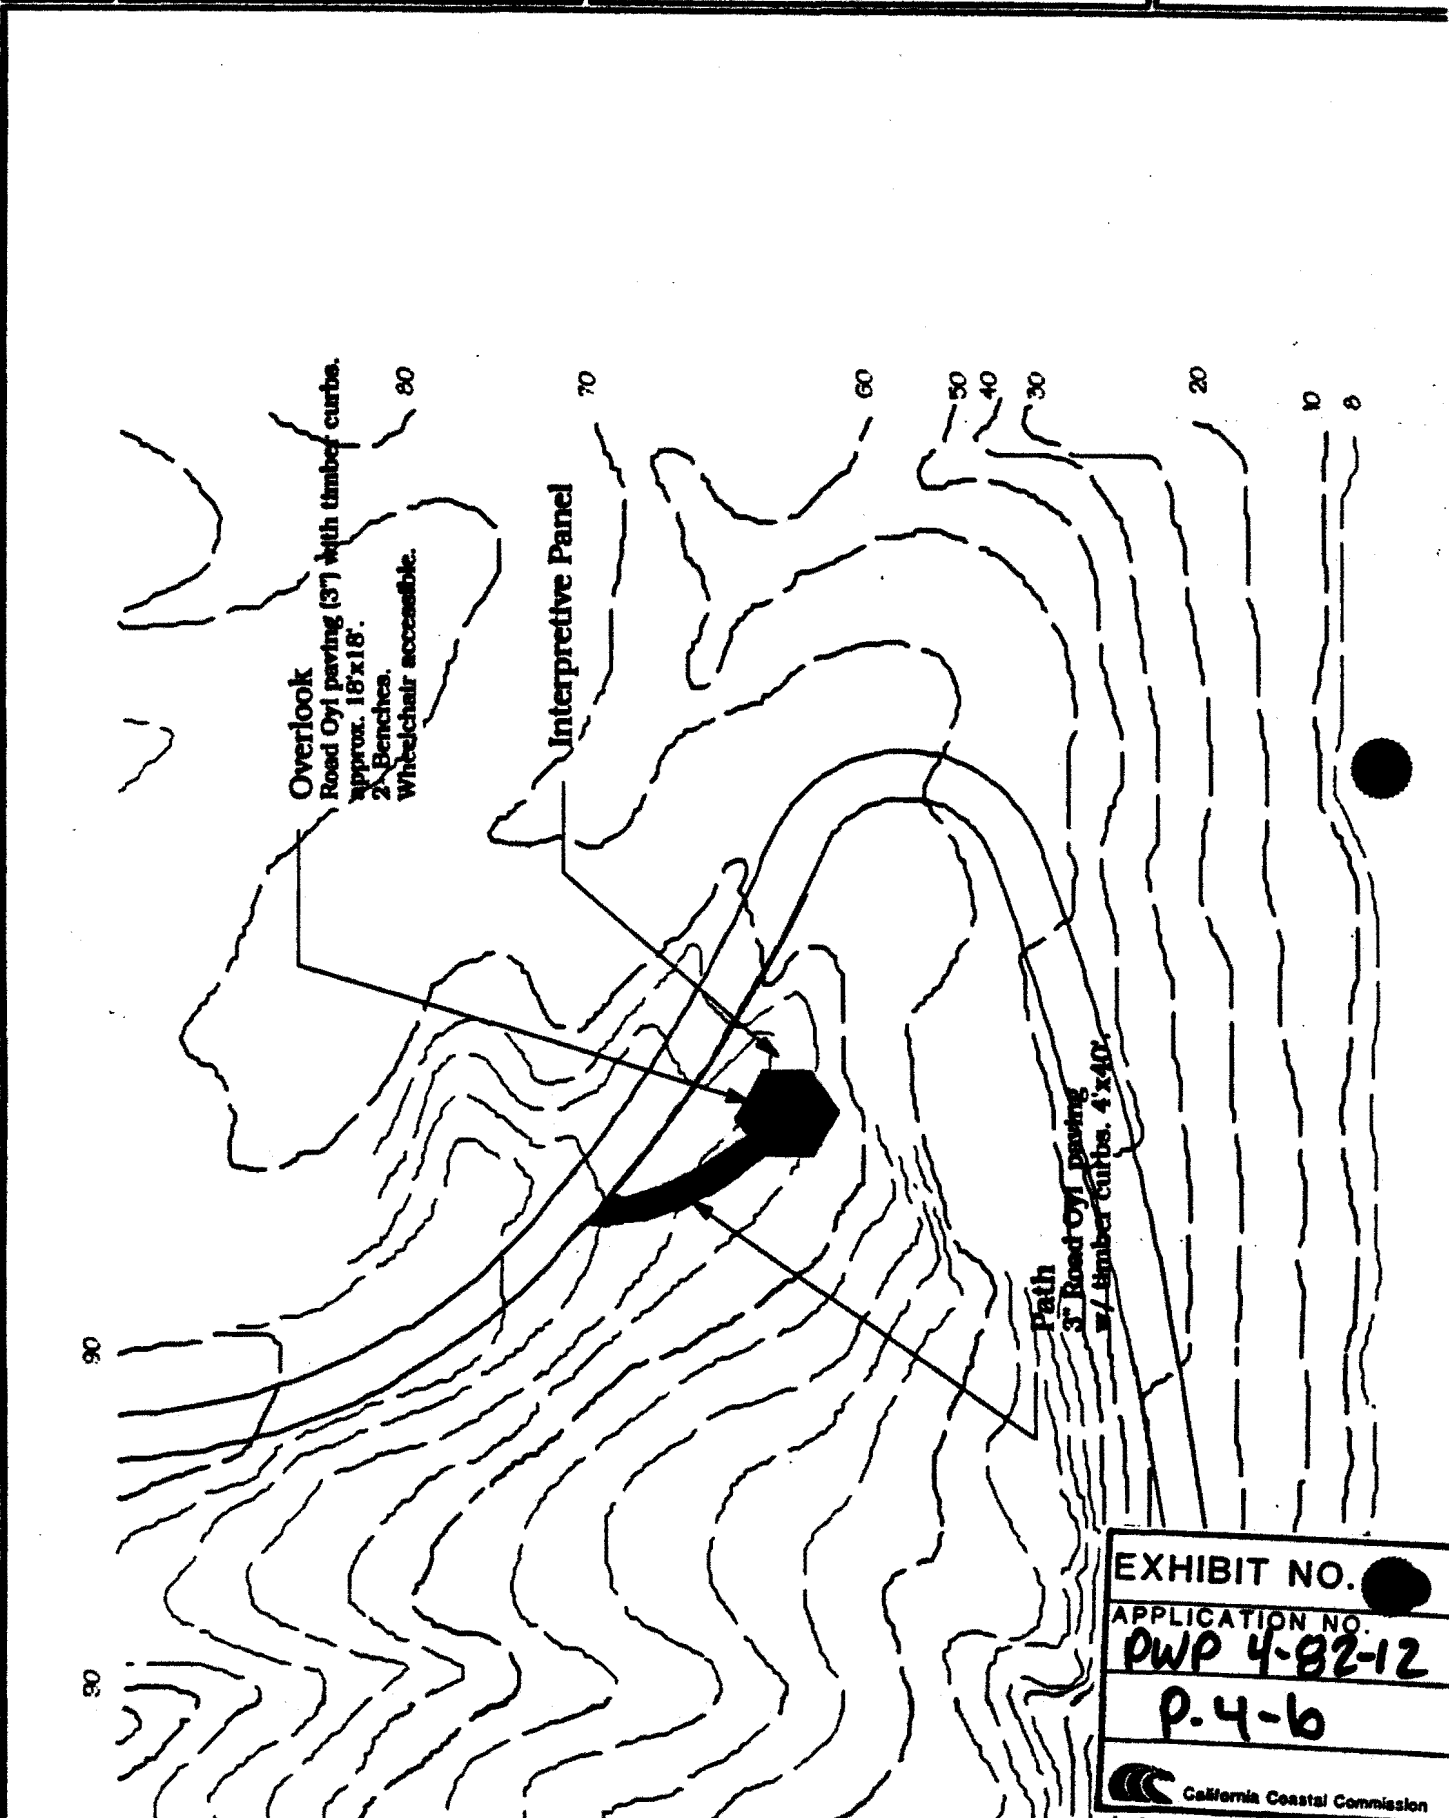 Overlook
Road Oyl paving (3") with timber curbs.
approx. 18'x18'.
2 Benches.
Wheelchair accessible.
Interpretive Panel
Path
3" Road Oyl paving
w/ timber curbs. 4'x40'.
80
70
60
50
40
30
20
10
8
90
90
EXHIBIT NO.
APPLICATION NO.
PWP 4-82-12
P.4-b
California Coastal Commission